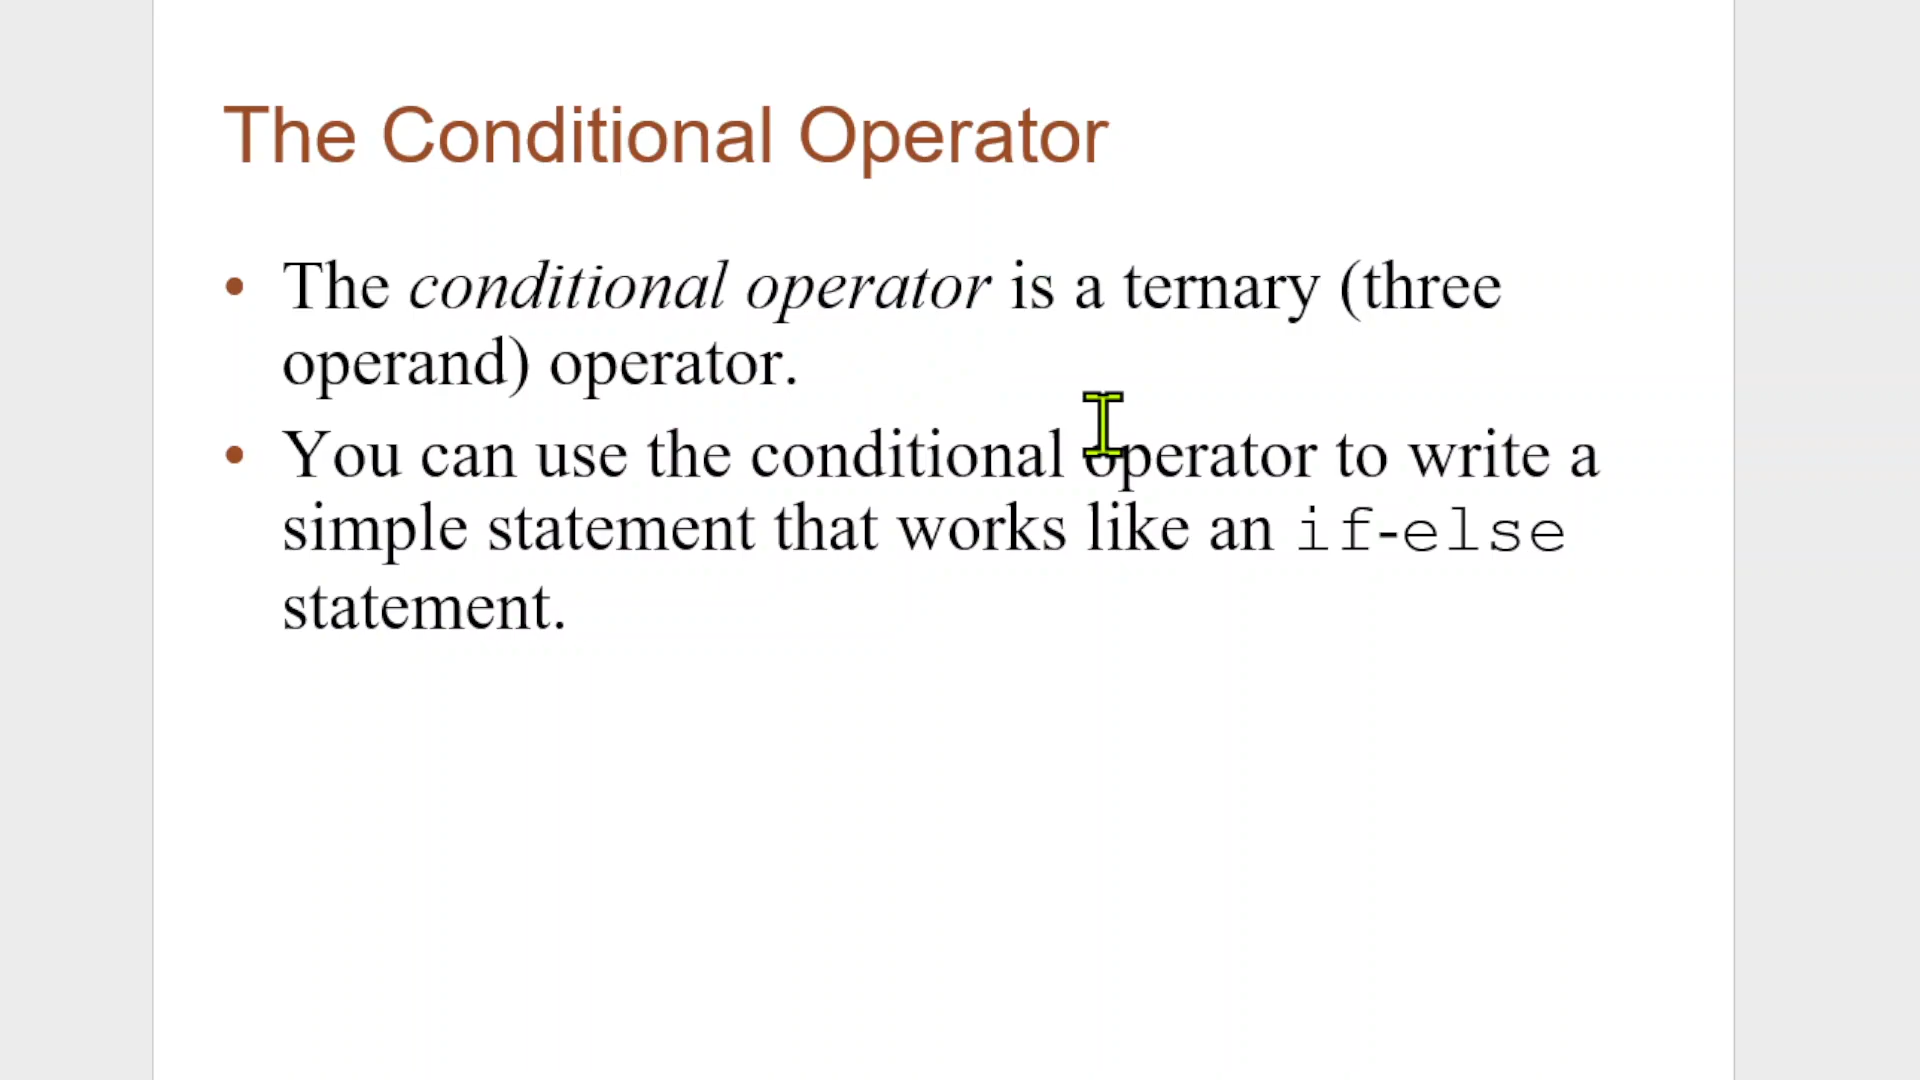 The Conditional Operator
• The conditional operator is a ternary (three
operand) operator.
• You can use the conditional operator to write a
simple statement that works like an if-else
statement.